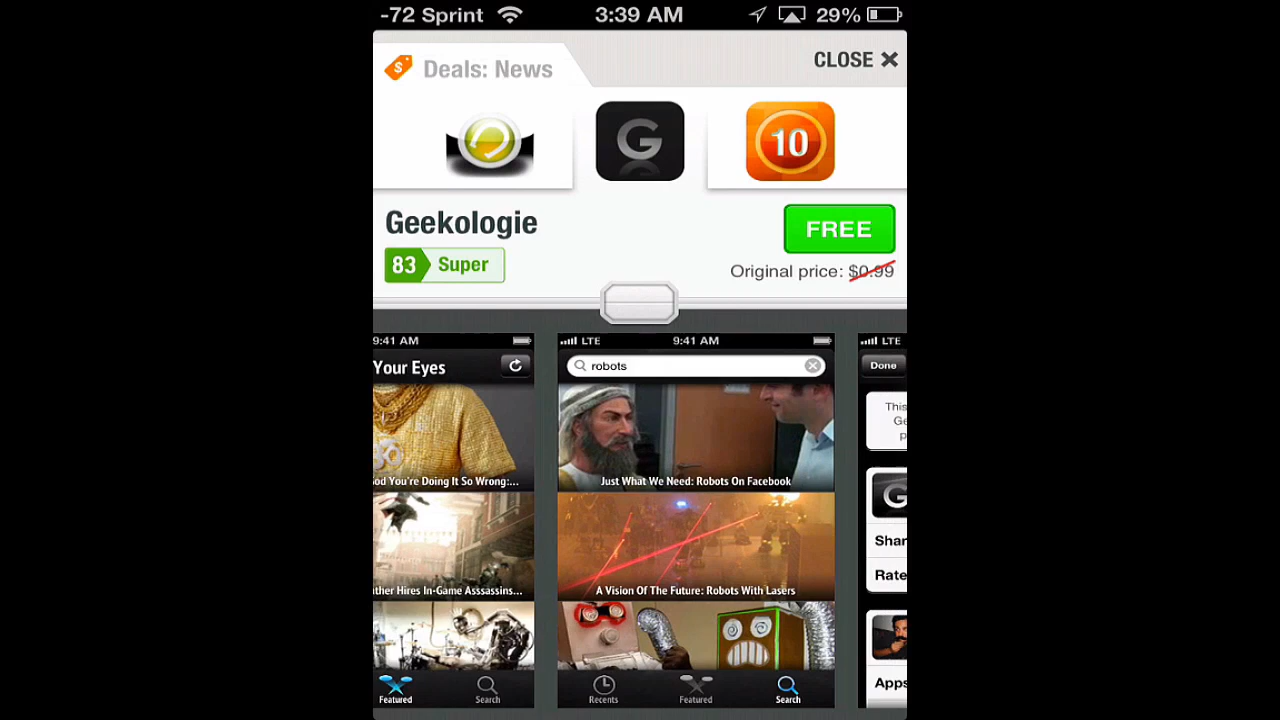 -72 Sprint 3:39 AM 29%
$ Deals: News CLOSE
G 10
Geekologie FREE
83 Super Original price: $0.99
9:41 AM LTE 9:41 AM LTE
Your Eyes robots Done
This
Ge
p
od You're Doing It So Wrong:... Just What We Need: Robots On Facebook
G
Shar
Rate
ther Hires In-Game Asssassins... A Vision Of The Future: Robots With Lasers
Apps
Featured Search Recents Featured Search